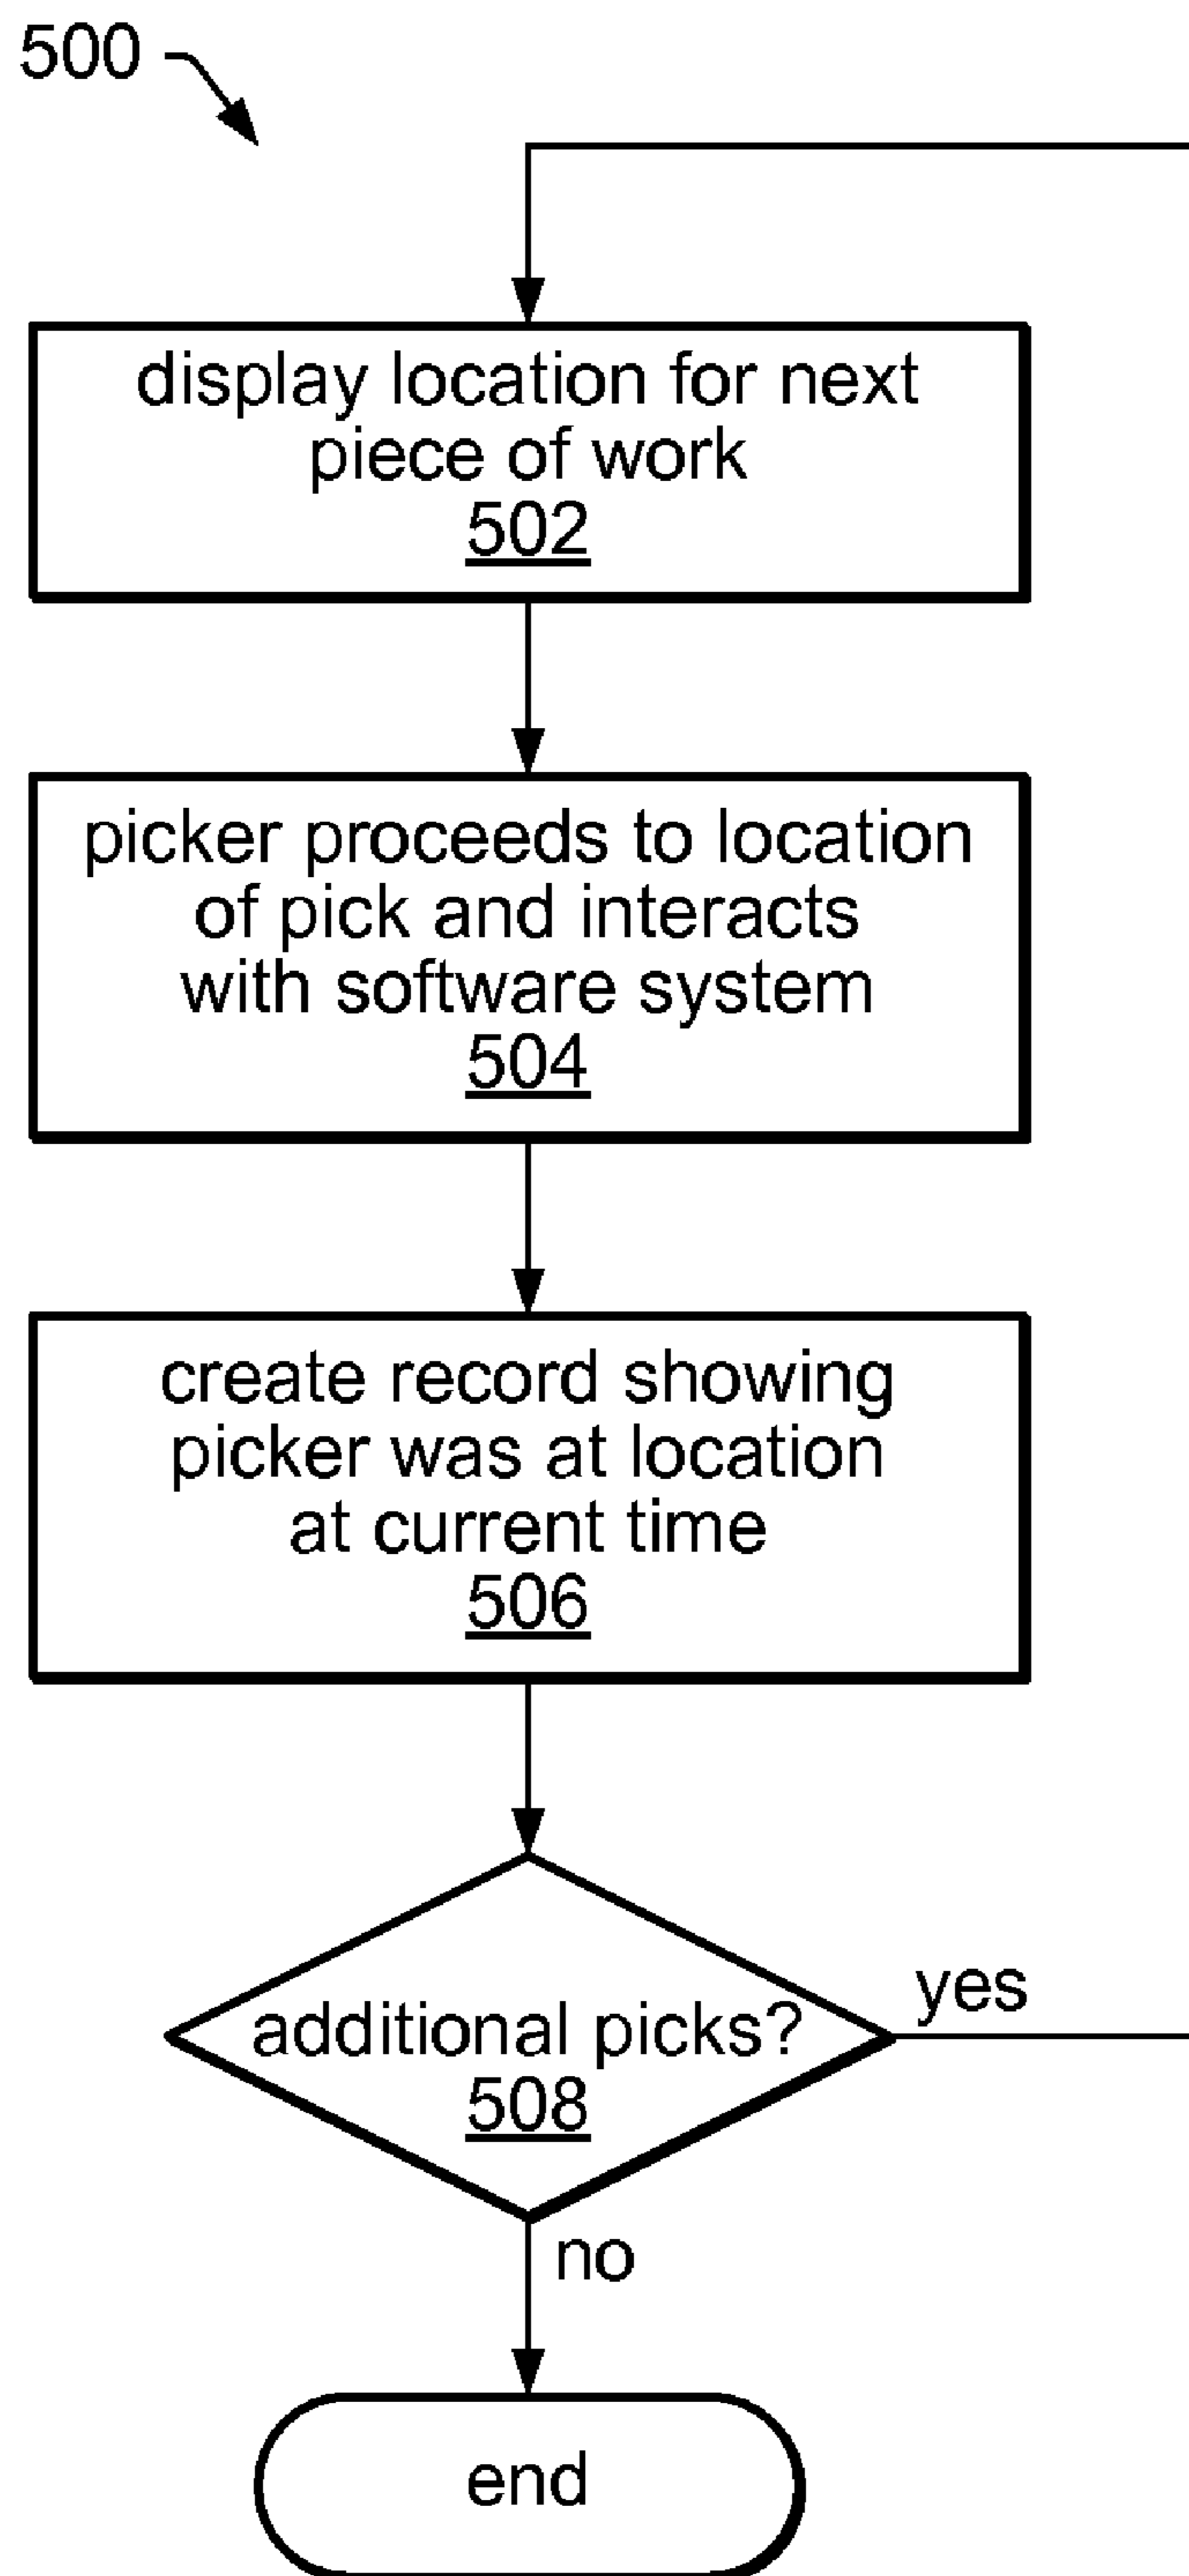 500
display location for next
piece of work
502
picker proceeds to location
of pick and interacts
with software system
504
create record showing
picker was at location
at current time
506
additional picks?
508
yes
no
end